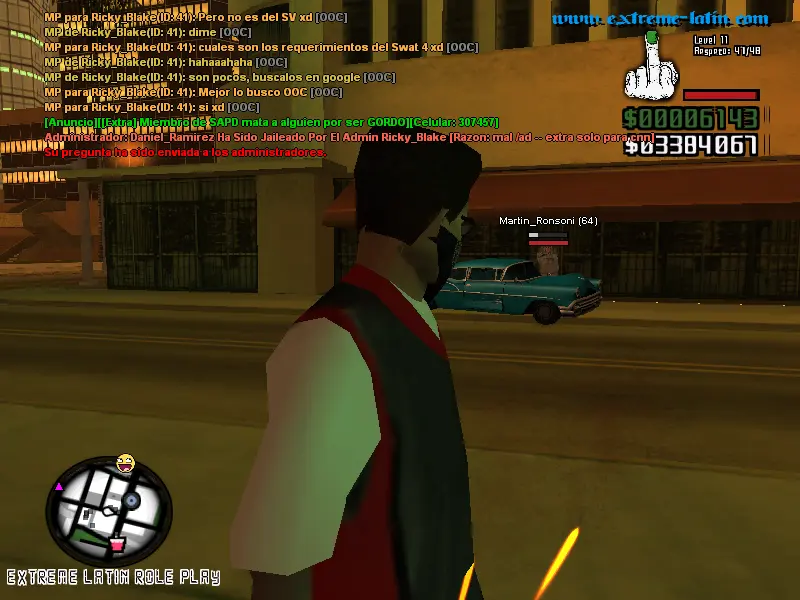 MP para Ricky_Blake(ID: 41): Pero no es del SV xd [OOC]
MP de Ricky_Blake(ID: 41): dime [OOC]
MP para Ricky_Blake(ID: 41): cuales son los requerimientos del Swat 4 xd [OOC]
MP de Ricky_Blake(ID: 41): hahaaahaha [OOC]
MP de Ricky_Blake(ID: 41): son pocos, buscalos en google [OOC]
MP para Ricky_Blake(ID: 41): Mejor lo busco OOC [OOC]
MP para Ricky_Blake(ID: 41): si xd [OOC]
[Anuncio][[Extra] Miembro de SAPD mata a alguien por ser GORDO][Celular: 307457]
Administrador: Daniel_Ramirez Ha Sido Jaileado Por El Admin Ricky_Blake [Razon: mal /ad -- extra solo para cnn]
Su pregunta ha sido enviada a los administradores.
www.extreme-latin.com
Level 11
Respeto: 47/48
$00006143
$03384067
Martin_Ronsoni (64)
EXTREME LATIN ROLE PLAY